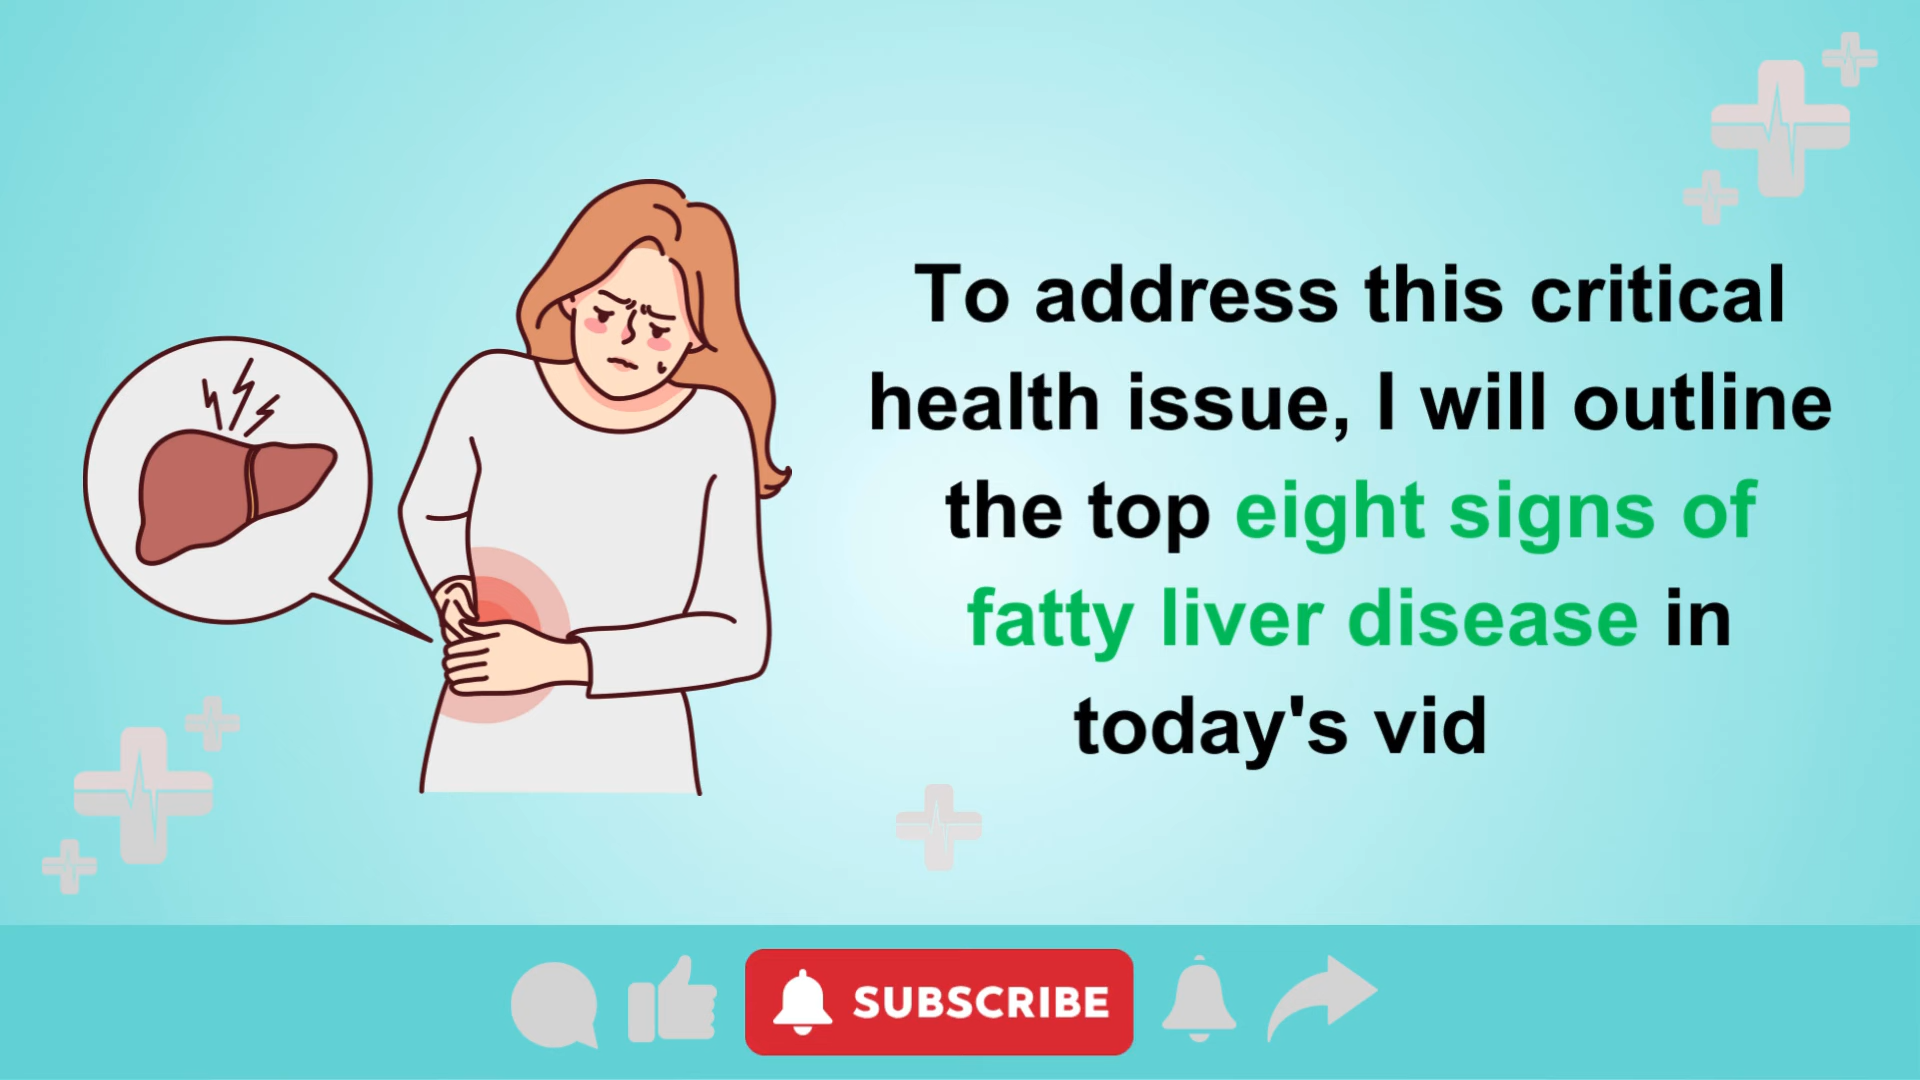 To address this critical
health issue, I will outline
the top eight signs of
fatty liver disease in
today's vid
SUBSCRIBE